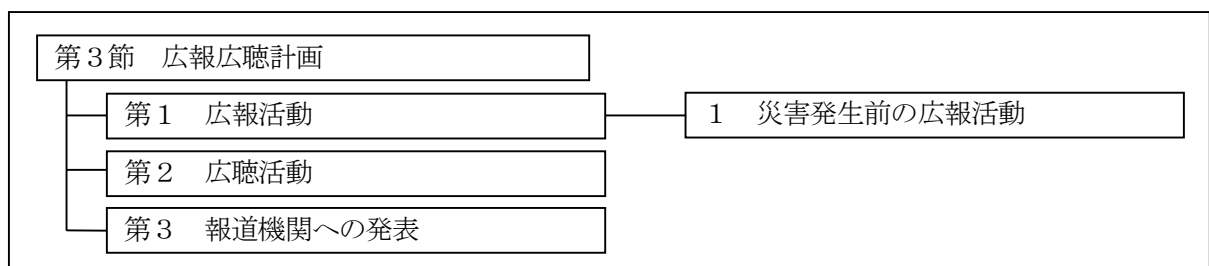 第３節　広報広聴計画
第１　広報活動
１　災害発生前の広報活動
第２　広聴活動
第３　報道機関への発表